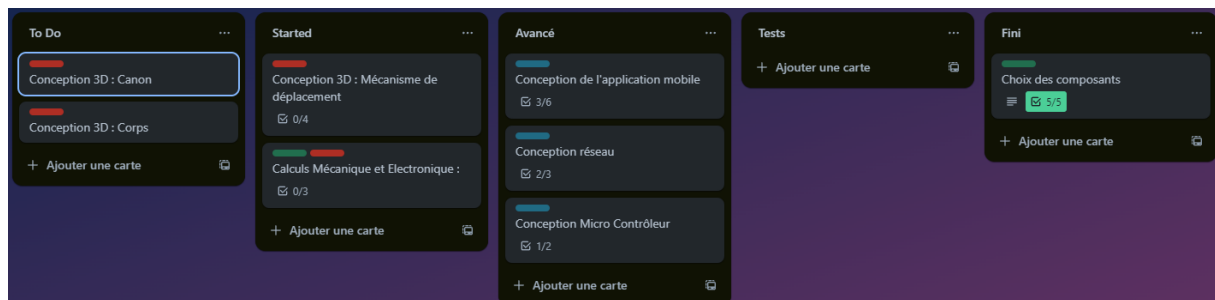 To Do
Conception 3D : Canon
Conception 3D : Corps
+ Ajouter une carte
Started
Conception 3D : Mécanisme de
déplacement
0/4
Calculs Mécanique et Electronique :
0/3
+ Ajouter une carte
Avancé
Conception de l'application mobile
3/6
Conception réseau
2/3
Conception Micro Contrôleur
1/2
+ Ajouter une carte
Tests
+ Ajouter une carte
Fini
Choix des composants
5/5
+ Ajouter une carte